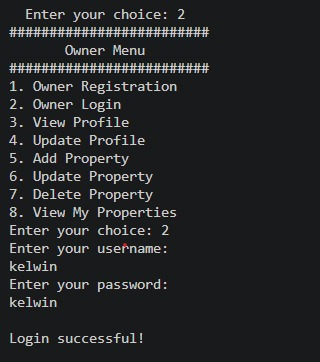 Enter your choice: 2
#########################
Owner Menu
#########################
1. Owner Registration
2. Owner Login
3. View Profile
4. Update Profile
5. Add Property
6. Update Property
7. Delete Property
8. View My Properties
Enter your choice: 2
Enter your username:
kelwin
Enter your password:
kelwin
Login successful!